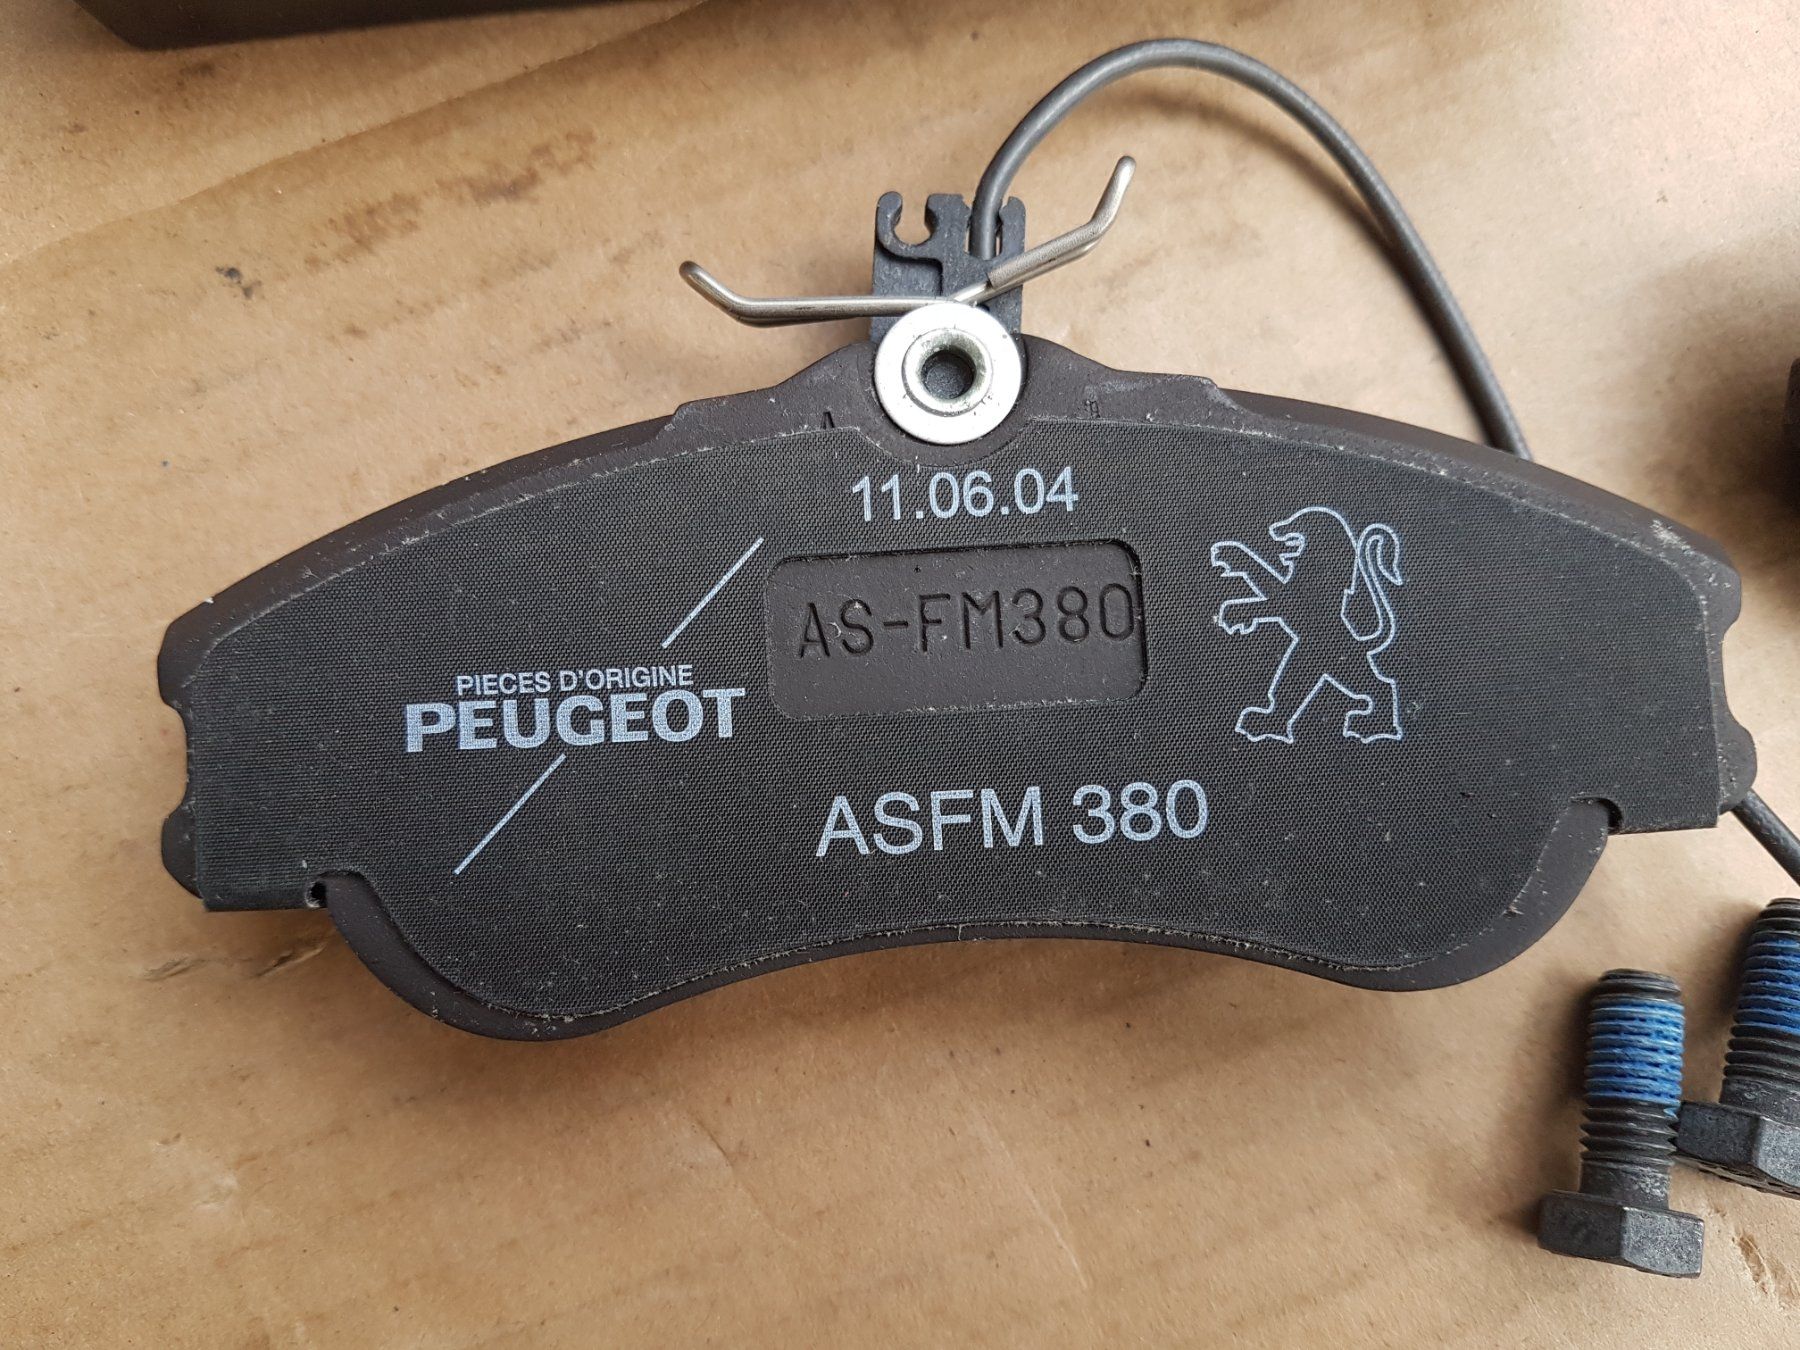 11.06.04
AS-FM380
PIECES D'ORIGINE
PEUGEOT
ASFM 380